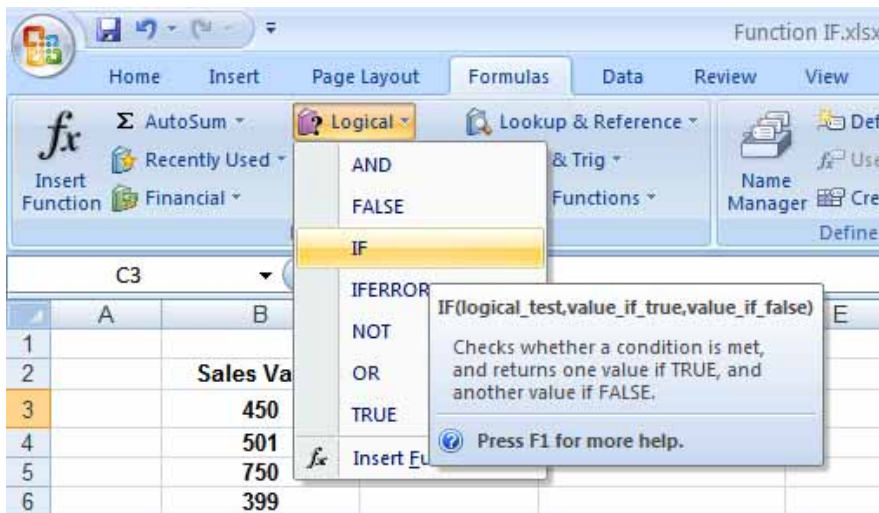 Function IF.xlsx
Home Insert Page Layout Formulas Data Review View
fx Insert Function
Σ AutoSum
Recently Used
Financial
Logical
Lookup & Reference
& Trig
Functions
Name Manager
Define
C3
AND
FALSE
IF
IFERROR
NOT
OR
TRUE
fx Insert
IF(logical_test,value_if_true,value_if_false)
Checks whether a condition is met,
and returns one value if TRUE, and
another value if FALSE.
Press F1 for more help.
A B E
1
2 Sales
3 450
4 501
5 750
6 399